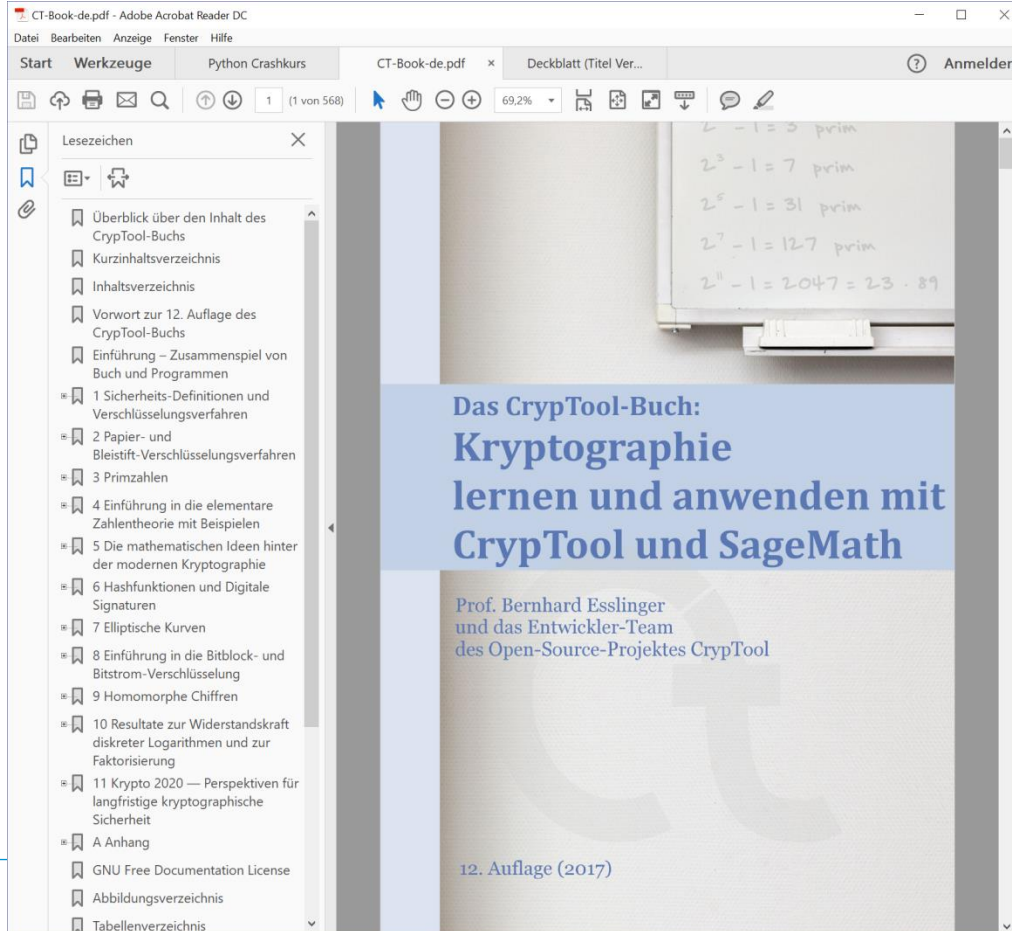 CT-Book-de.pdf - Adobe Acrobat Reader DC
Datei Bearbeiten Anzeige Fenster Hilfe
Start Werkzeuge Python Crashkurs CT-Book-de.pdf × Deckblatt (Titel Ver... ? Anmelden
1 (1 von 568) 69,2%
Lesezeichen
Überblick über den Inhalt des
CrypTool-Buchs
Kurzinhaltsverzeichnis
Inhaltsverzeichnis
Vorwort zur 12. Auflage des
CrypTool-Buchs
Einführung – Zusammenspiel von
Buch und Programmen
1 Sicherheits-Definitionen und
Verschlüsselungsverfahren
2 Papier- und
Bleistift-Verschlüsselungsverfahren
3 Primzahlen
4 Einführung in die elementare
Zahlentheorie mit Beispielen
5 Die mathematischen Ideen hinter
der modernen Kryptographie
6 Hashfunktionen und Digitale
Signaturen
7 Elliptische Kurven
8 Einführung in die Bitblock- und
Bitstrom-Verschlüsselung
9 Homomorphe Chiffren
10 Resultate zur Widerstandskraft
diskreter Logarithmen und zur
Faktorisierung
11 Krypto 2020 — Perspektiven für
langfristige kryptographische
Sicherheit
A Anhang
GNU Free Documentation License
Abbildungsverzeichnis
Tabellenverzeichnis
- 1 = 3 prim
2³ - 1 = 7 prim
2⁵ - 1 = 31 prim
2⁷ - 1 = 127 prim
2¹¹ - 1 = 2047 = 23 · 89
Das CrypTool-Buch:
Kryptographie
lernen und anwenden mit
CrypTool und SageMath
Prof. Bernhard Esslinger
und das Entwickler-Team
des Open-Source-Projektes CrypTool
Ct
12. Auflage (2017)